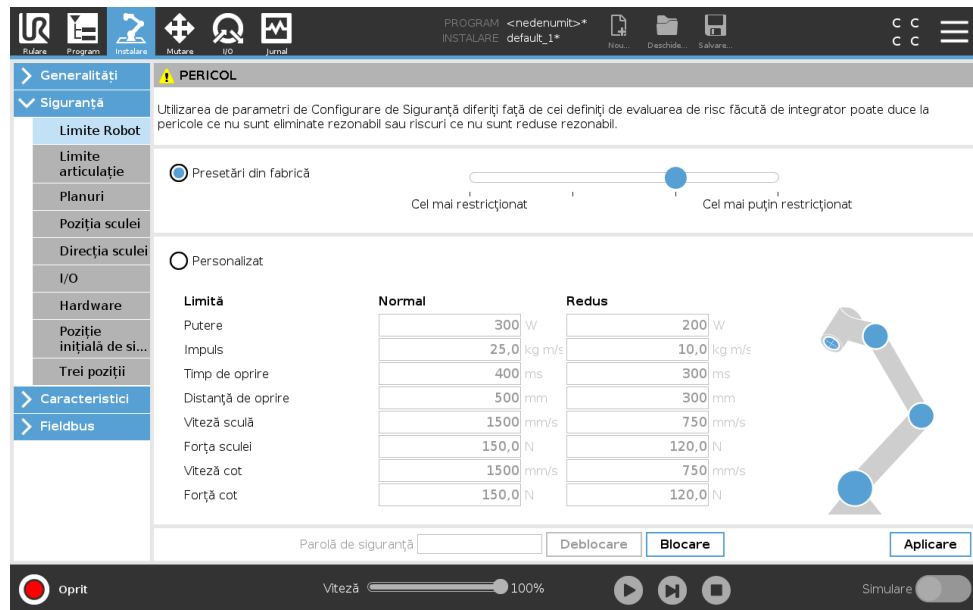 PROGRAM <nedenumit>*
INSTALARE default_1*
Rulare Program Instalare Mutare I/O Jurnal Nou... Deschide... Salvare...
C C
C C
Generalități
Siguranță
Limite Robot
Limite
articulație
Planuri
Poziția sculei
Direcția sculei
I/O
Hardware
Poziție
inițială de si...
Trei poziții
Caracteristici
Fieldbus
PERICOL
Utilizarea de parametri de Configurare de Siguranță diferiți față de cei definiți de evaluarea de risc făcută de integrator poate duce la
pericole ce nu sunt eliminate rezonabil sau riscuri ce nu sunt reduse rezonabil.
Presetări din fabrică
Cel mai restricționat Cel mai puțin restricționat
Personalizat
Limită Normal Redus
Putere 300 W 200 W
Impuls 25,0 kg m/s 10,0 kg m/s
Timp de oprire 400 ms 300 ms
Distanță de oprire 500 mm 300 mm
Viteză sculă 1500 mm/s 750 mm/s
Forța sculei 150,0 N 120,0 N
Viteză cot 1500 mm/s 750 mm/s
Forță cot 150,0 N 120,0 N
Parolă de siguranță Deblocare Blocare Aplicare
Oprit Viteză 100% Simulare